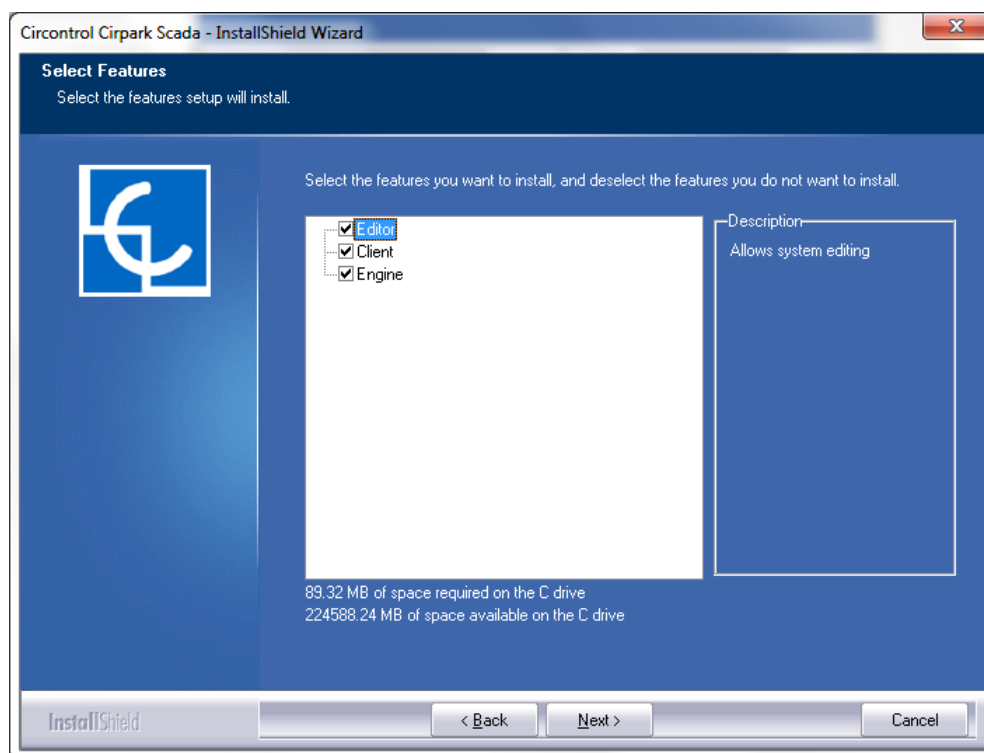 Circontrol Cirpark Scada - InstallShield Wizard
Select Features
Select the features setup will install.
Select the features you want to install, and deselect the features you do not want to install.
Editor
Client
Engine
Description
Allows system editing
89.32 MB of space required on the C drive
224588.24 MB of space available on the C drive
InstallShield
< Back
Next >
Cancel